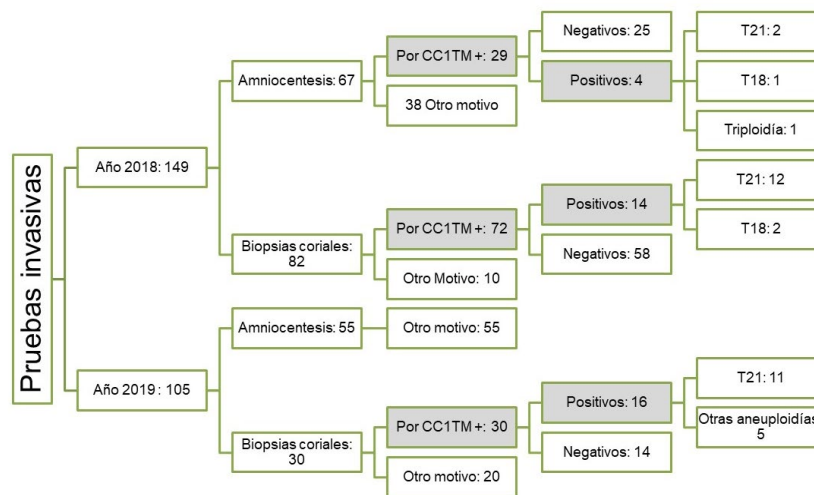 Pruebas invasivas
Año 2018: 149
Amniocentesis: 67
Por CC1TM +: 29
Negativos: 25
Positivos: 4
T21: 2
T18: 1
Triploidía: 1
38 Otro motivo
Biopsias coriales:
82
Por CC1TM +: 72
Positivos: 14
T21: 12
T18: 2
Negativos: 58
Otro Motivo: 10
Año 2019 : 105
Amniocentesis: 55
Otro motivo: 55
Biopsias coriales:
30
Por CC1TM +: 30
Positivos: 16
T21: 11
Otras aneuploidías:
5
Negativos: 14
Otro motivo: 20